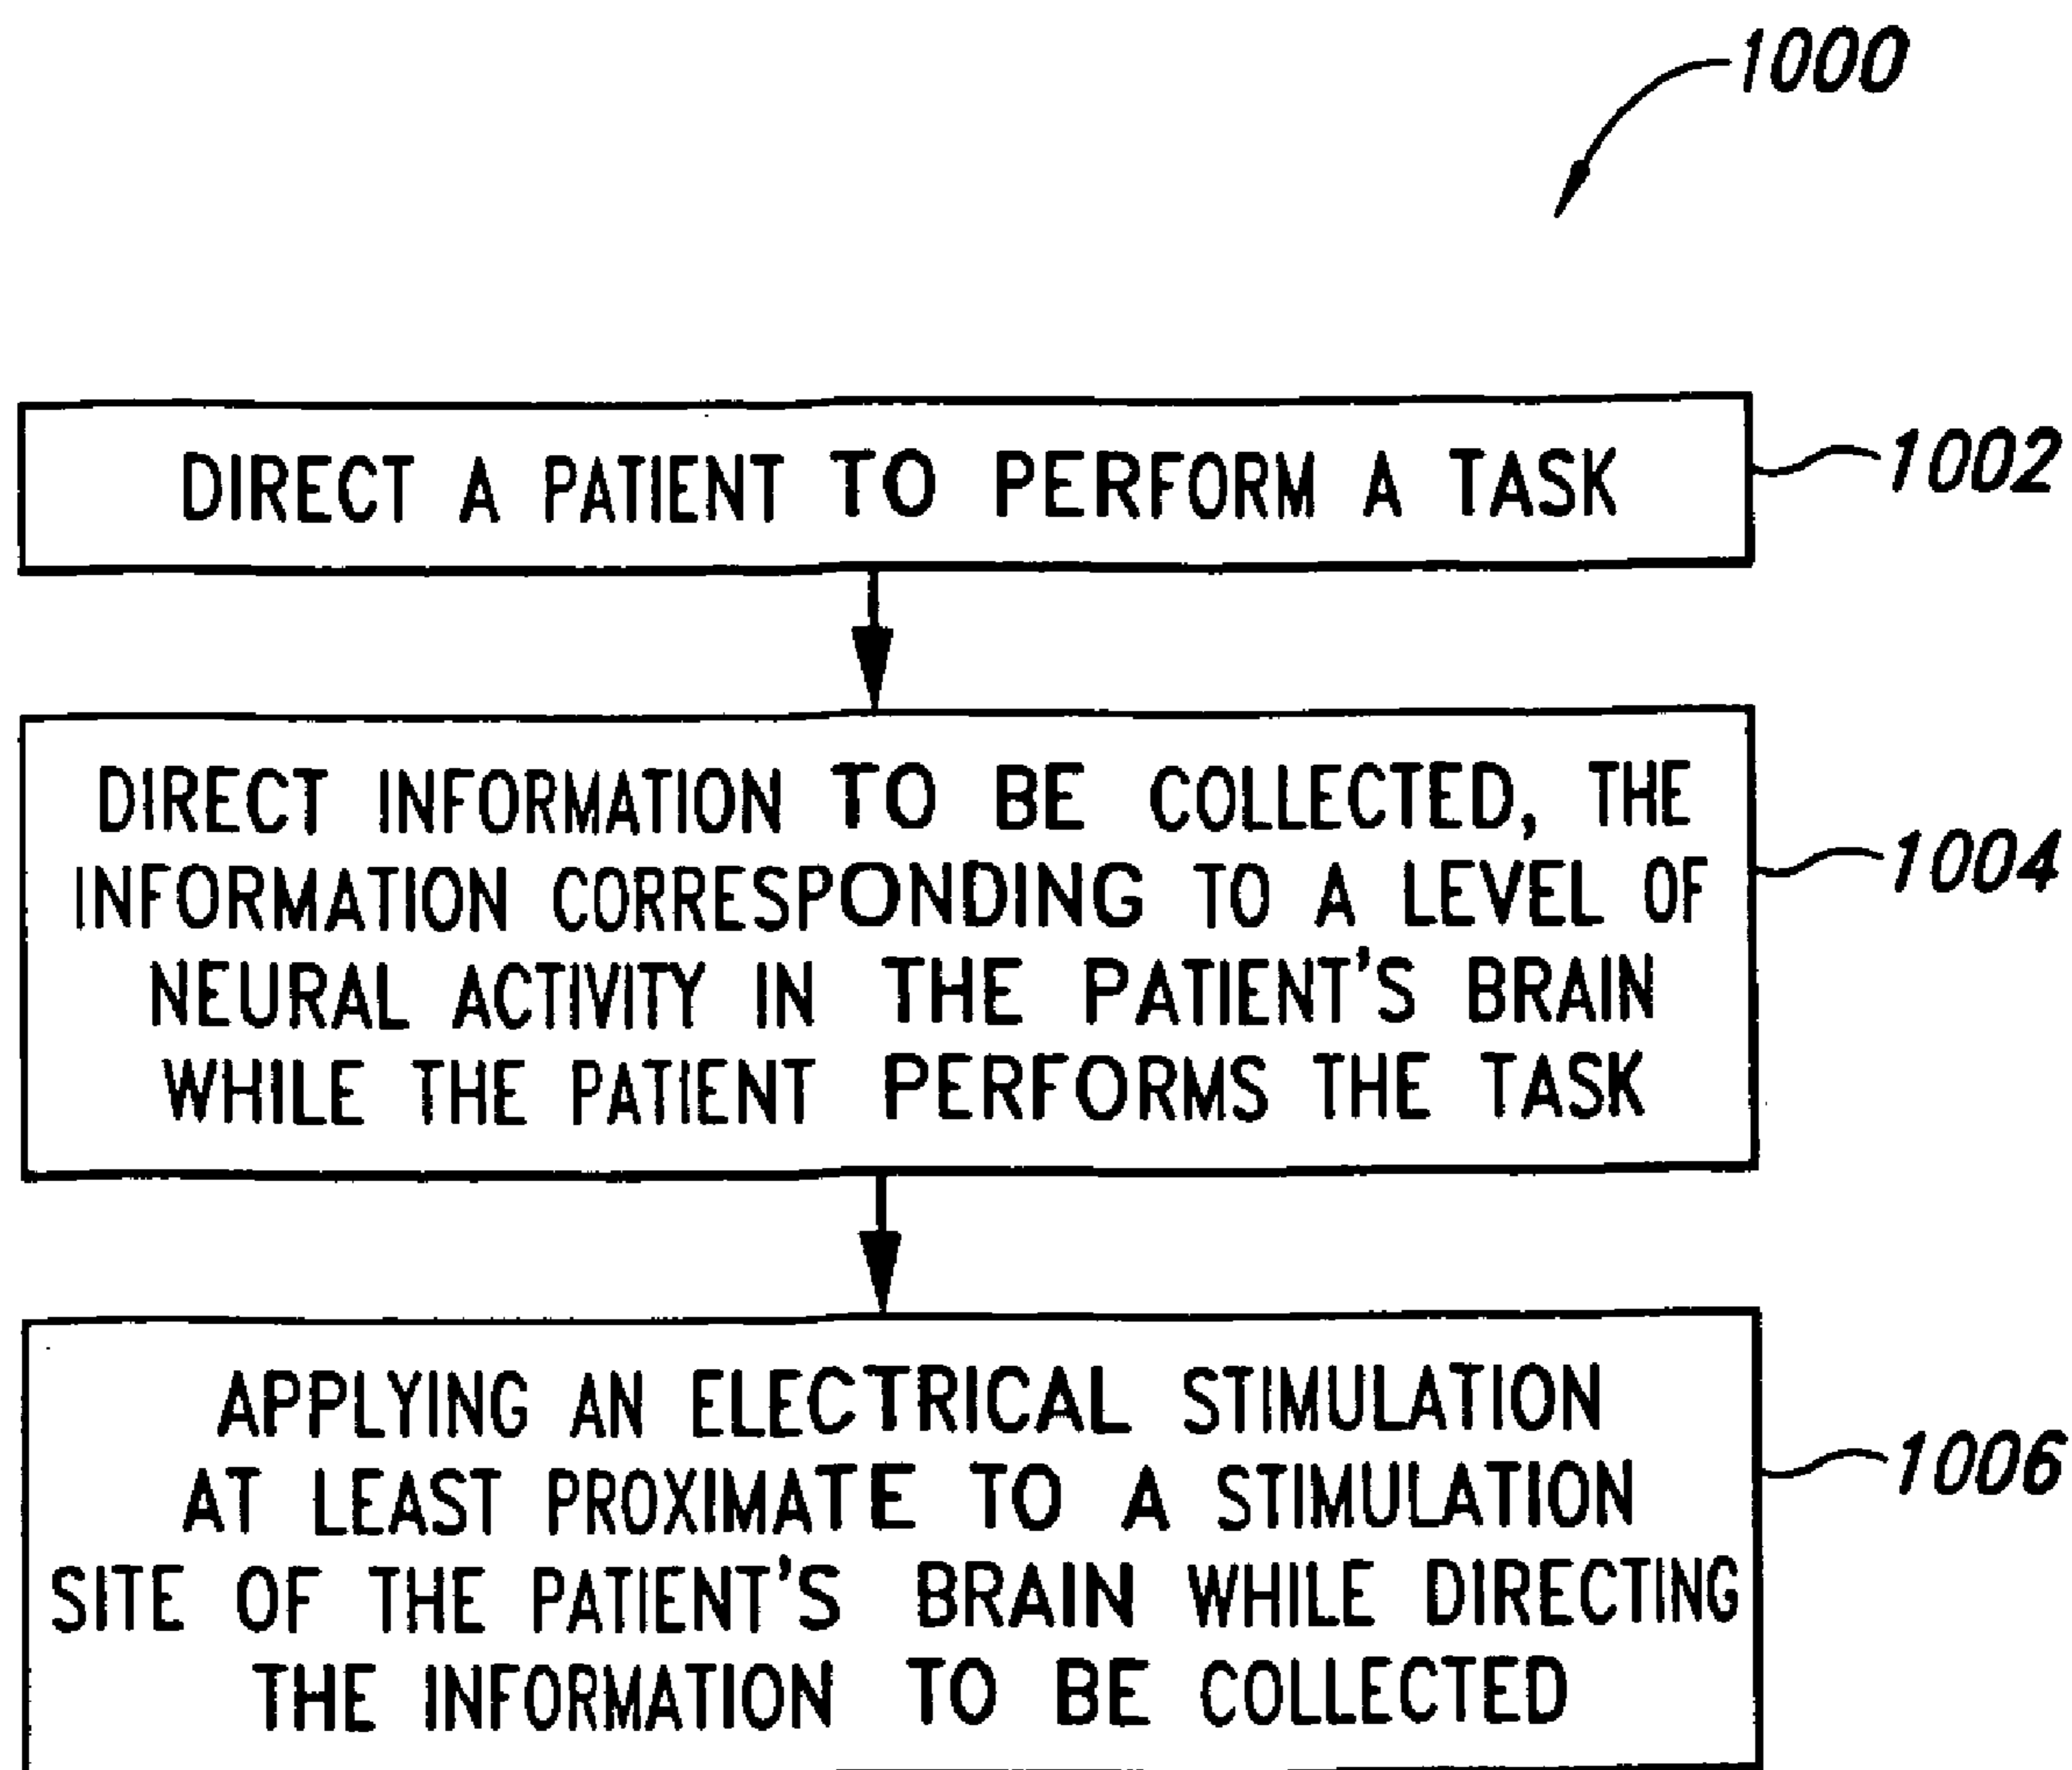 1000
DIRECT A PATIENT TO PERFORM A TASK
1002
DIRECT INFORMATION TO BE COLLECTED, THE
INFORMATION CORRESPONDING TO A LEVEL OF
NEURAL ACTIVITY IN THE PATIENT'S BRAIN
WHILE THE PATIENT PERFORMS THE TASK
1004
APPLYING AN ELECTRICAL STIMULATION
AT LEAST PROXIMATE TO A STIMULATION
SITE OF THE PATIENT'S BRAIN WHILE DIRECTING
THE INFORMATION TO BE COLLECTED
1006